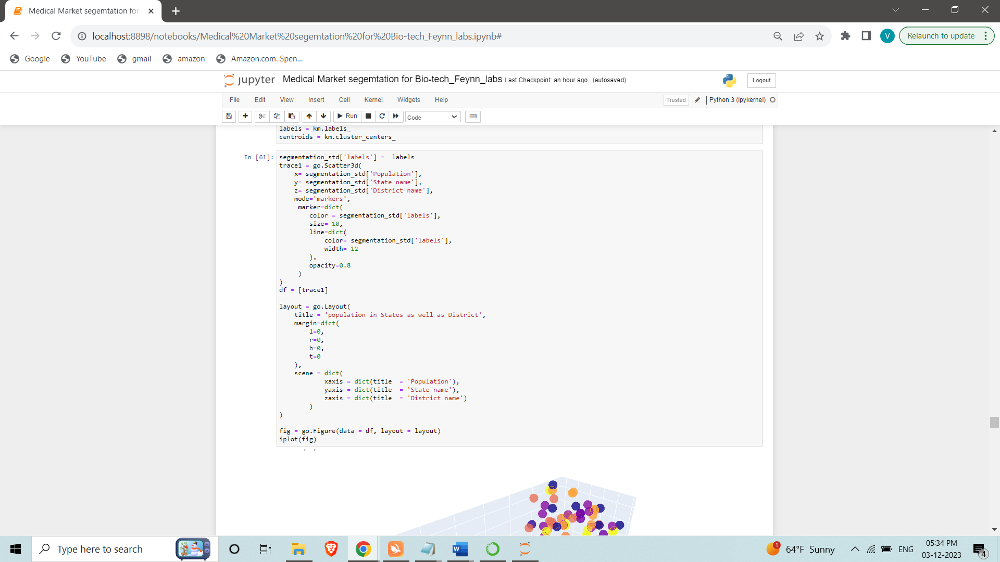 Medical Market segemtation for
localhost:8898/notebooks/Medical%20Market%20segemtation%20for%20Bio-tech_Feynn_labs.ipynb#
V
Relaunch to update
Google
YouTube
gmail
amazon
Amazon.com. Spen...
jupyter
Medical Market segemtation for Bio-tech_Feynn_labs Last Checkpoint: an hour ago (autosaved)
Logout
File Edit View Insert Cell Kernel Widgets Help
Trusted
Python 3 (ipykernel)
Run
Code
labels = km.labels_
centroids = km.cluster_centers_
In [61]:
segmentation_std['labels'] =  labels
trace1 = go.Scatter3d(
    x= segmentation_std['Population'],
    y= segmentation_std['State name'],
    z= segmentation_std['District name'],
    mode='markers',
     marker=dict(
        color = segmentation_std['labels'],
        size= 10,
        line=dict(
            color= segmentation_std['labels'],
            width= 12
        ),
        opacity=0.8
     )
)
df = [trace1]
layout = go.Layout(
    title = 'population in States as well as District',
    margin=dict(
        l=0,
        r=0,
        b=0,
        t=0
    ),
    scene = dict(
            xaxis = dict(title  = 'Population'),
            yaxis = dict(title  = 'State name'),
            zaxis = dict(title  = 'District name')
        )
)
fig = go.Figure(data = df, layout = layout)
iplot(fig)
Type here to search
W
1
64°F Sunny
ENG
05:34 PM
03-12-2023
4